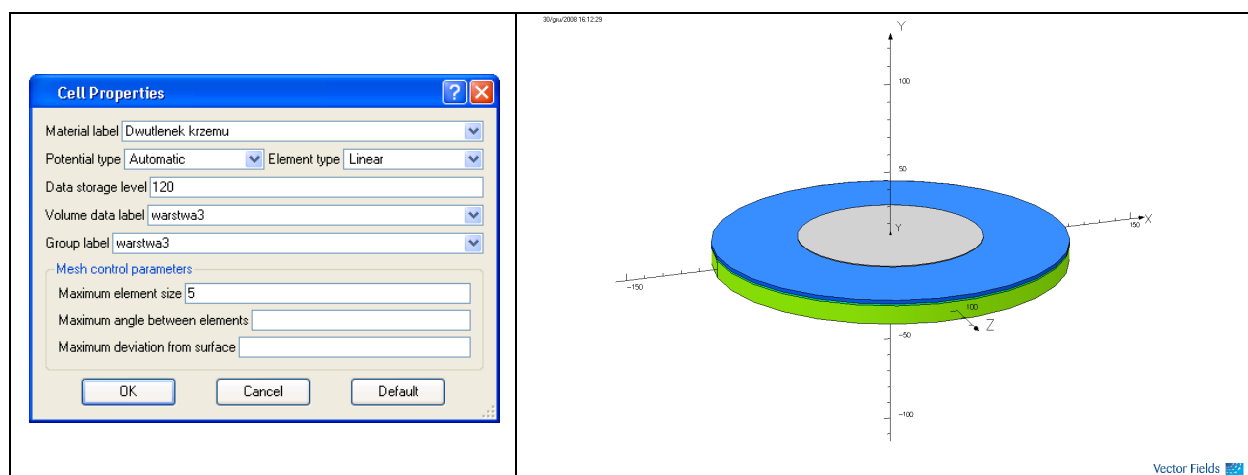 Cell Properties
Material label Dwutlenek krzemu
Potential type Automatic Element type Linear
Data storage level 120
Volume data label warstwa3
Group label warstwa3
Mesh control parameters
Maximum element size 5
Maximum angle between elements
Maximum deviation from surface
OK Cancel Default
30/gru/2008 16:12:29
Y
100
50
X
150
Y
-150
100
Z
-50
-100
Vector Fields